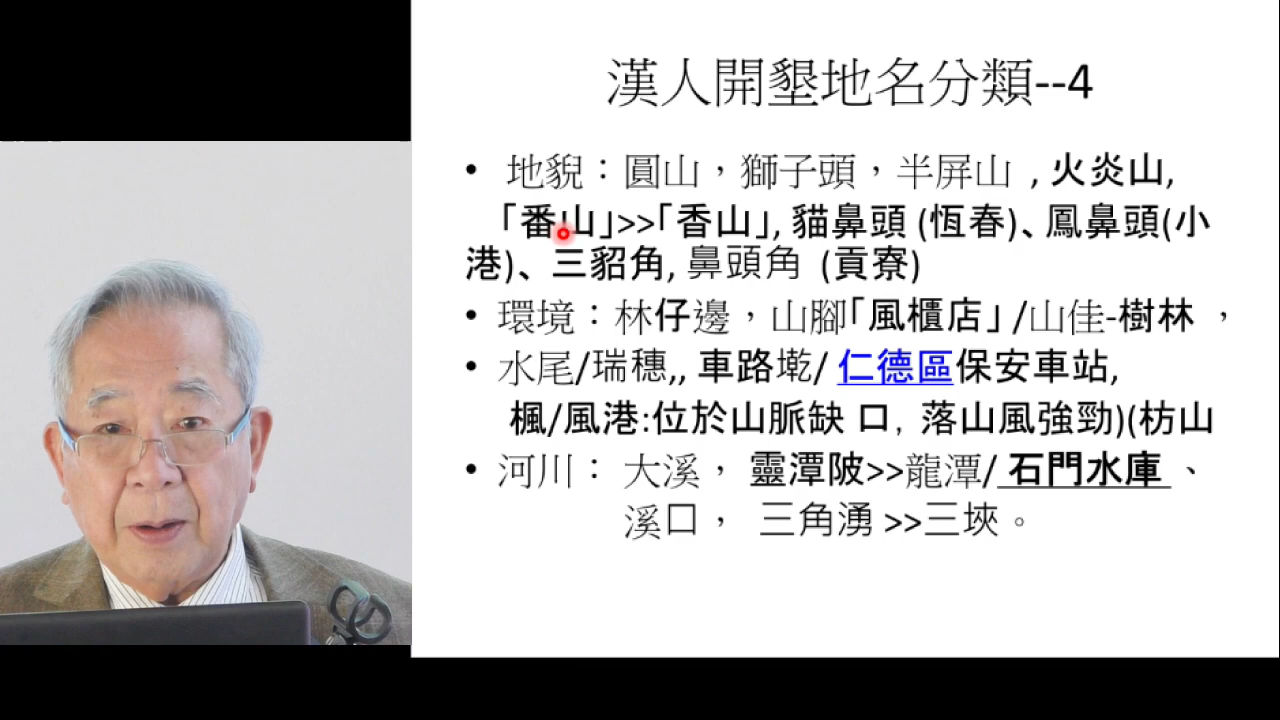 漢人開墾地名分類--4
• 地貌：圓山，獅子頭，半屏山 , 火炎山,
「番山」>>「香山」, 貓鼻頭 (恆春)、鳳鼻頭(小
港)、三貂角, 鼻頭角 (貢寮)
• 環境：林仔邊，山腳「風櫃店」/山佳-樹林 ，
• 水尾/瑞穗,, 車路墘/ 仁德區保安車站,
楓/風港:位於山脈缺 口，落山風強勁)(枋山
• 河川： 大溪， 靈潭陂>>龍潭/ 石門水庫 、
溪口， 三角湧 >>三埉。